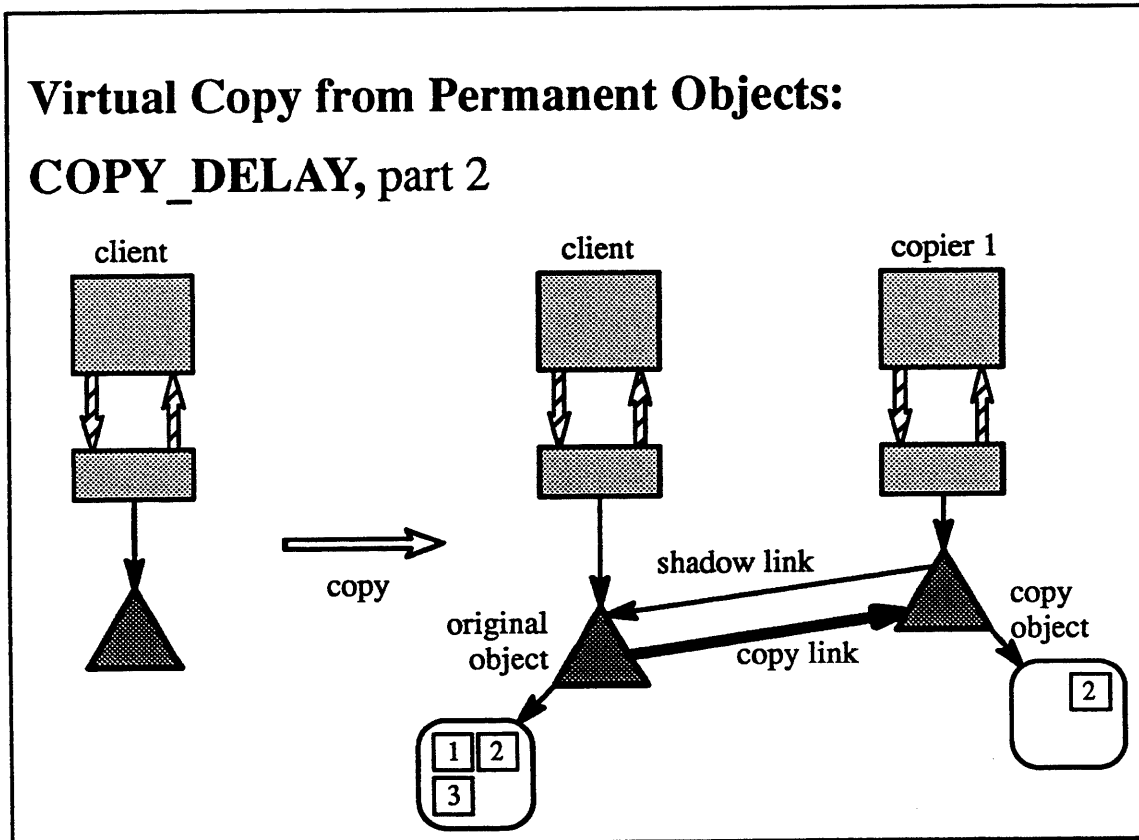 Virtual Copy from Permanent Objects:
COPY_DELAY, part 2
client
client
copier 1
copy
shadow link
original
object
copy link
copy
object
1 2
3
2